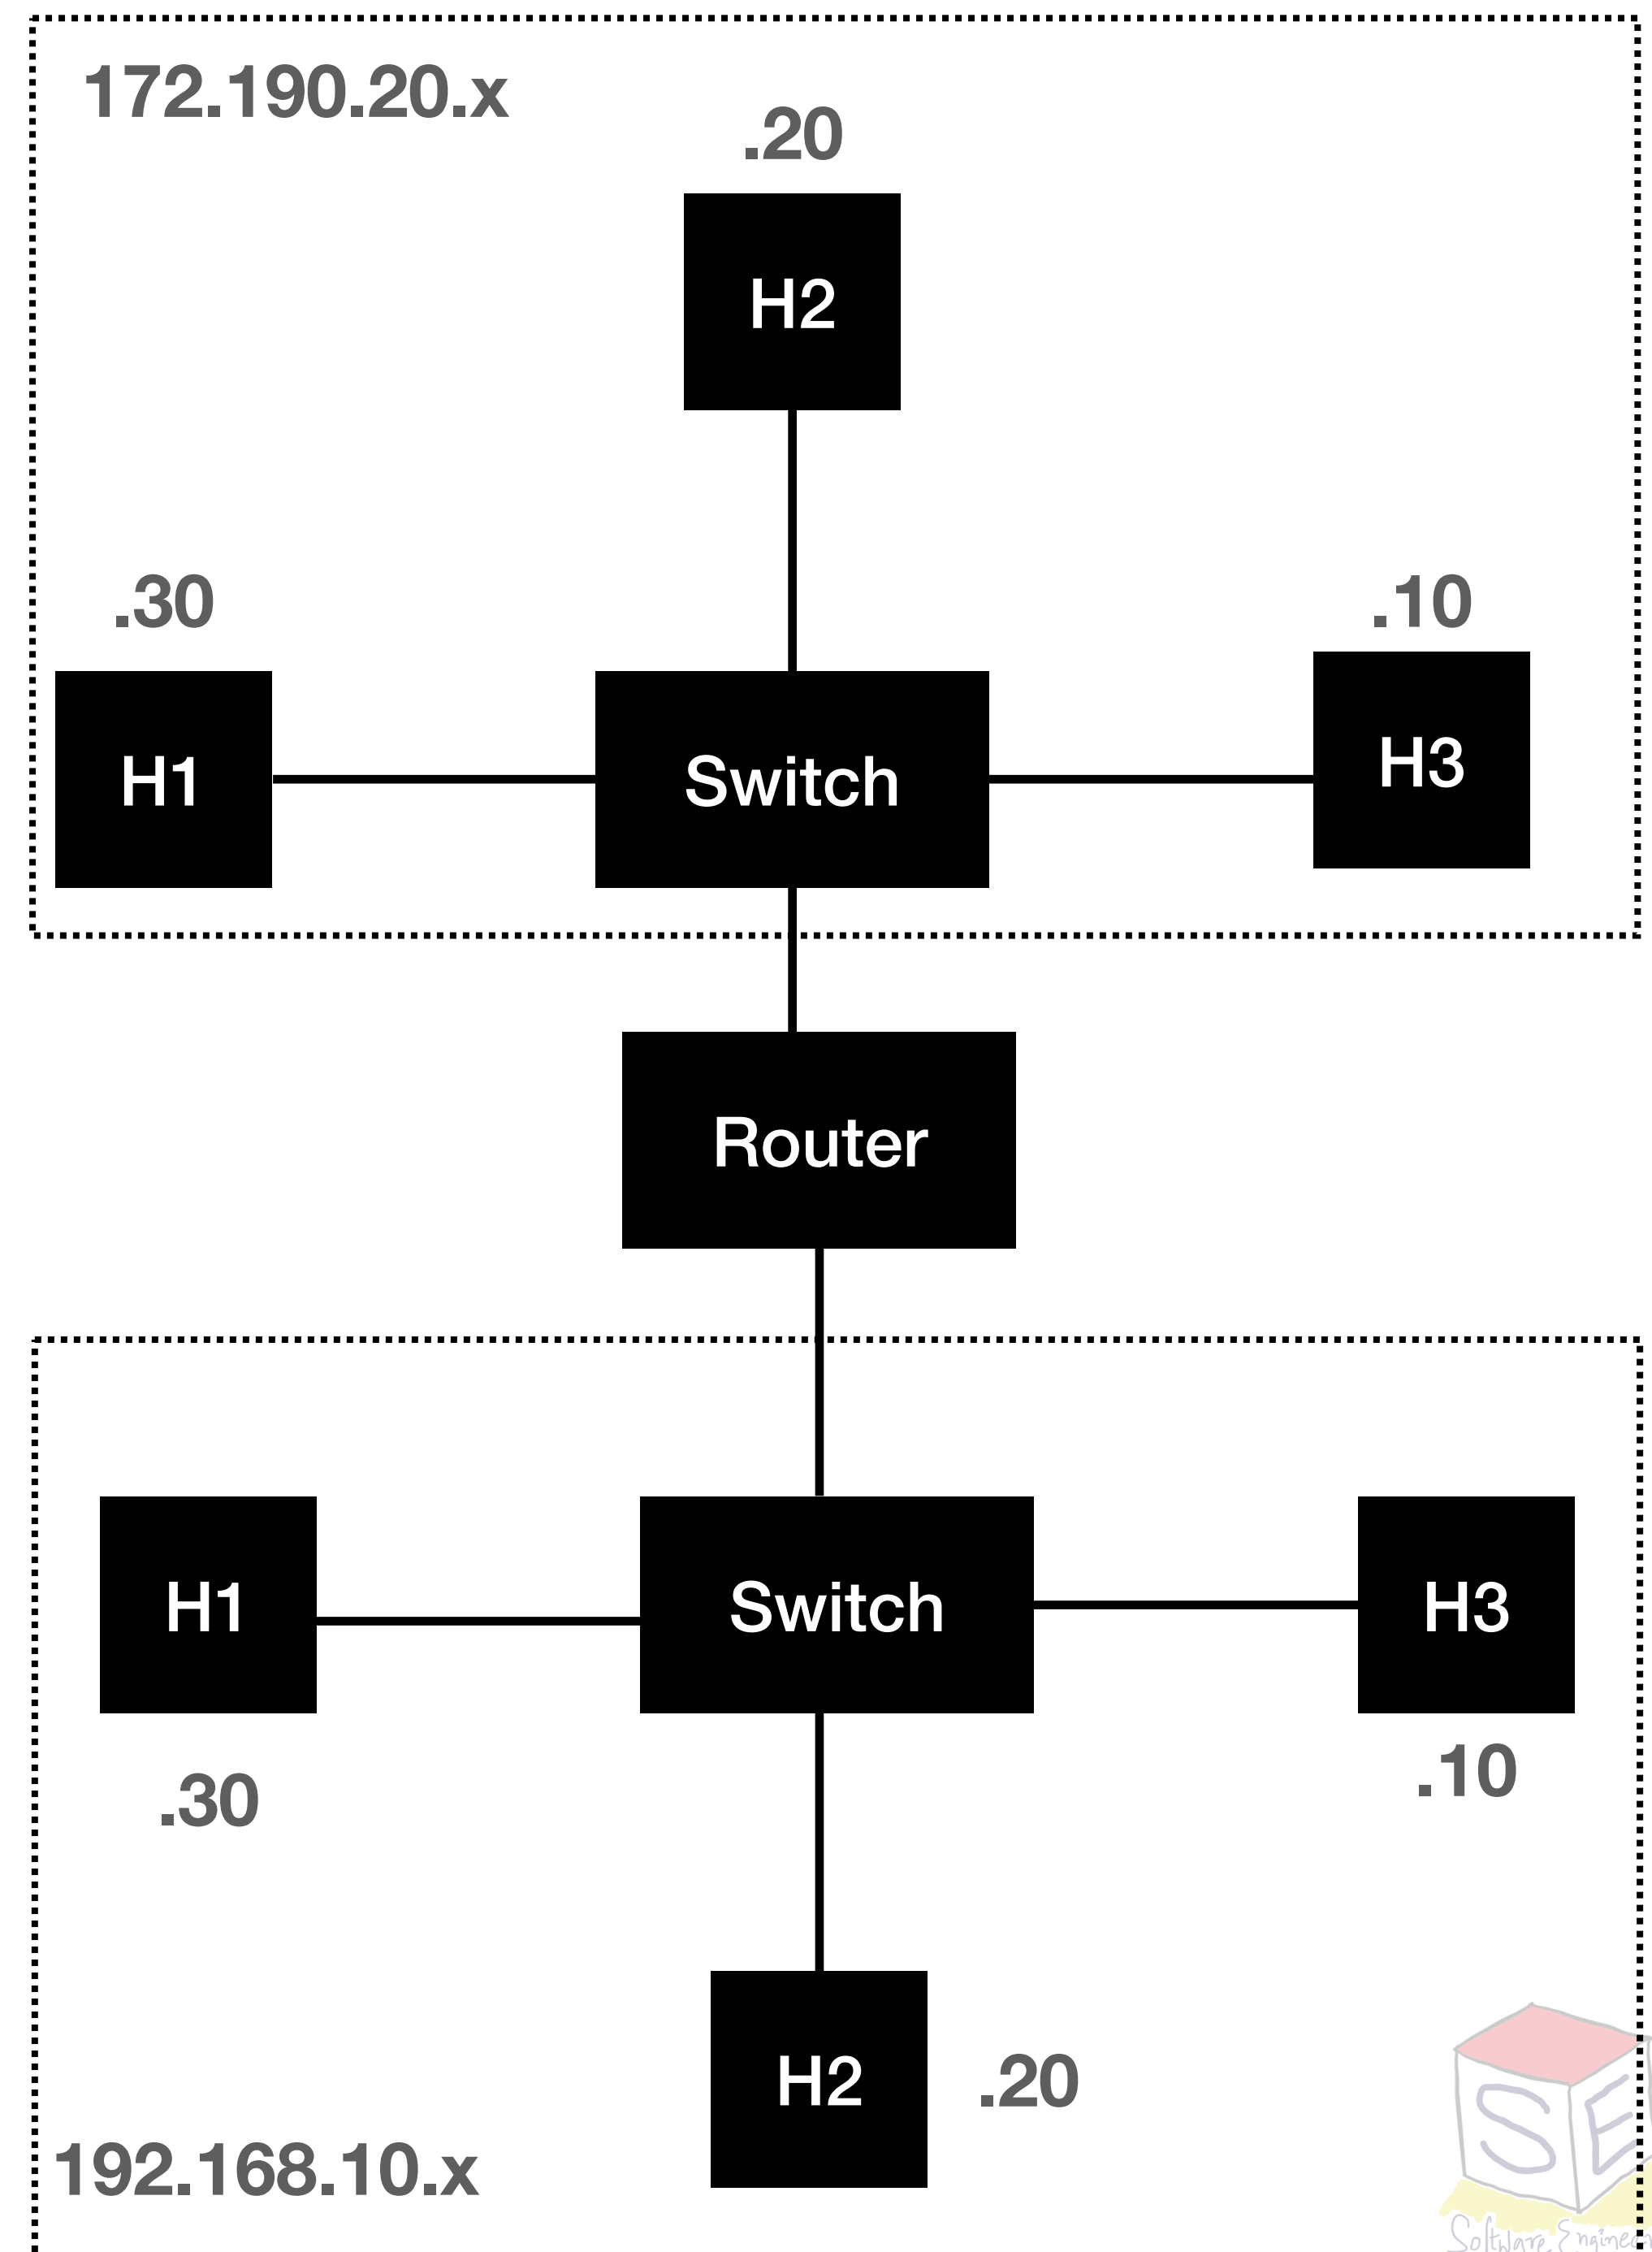 172.190.20.x
.20
H2
.30
.10
H1
Switch
H3
Router
H1
Switch
H3
.30
.10
H2
.20
192.168.10.x
SE
Software